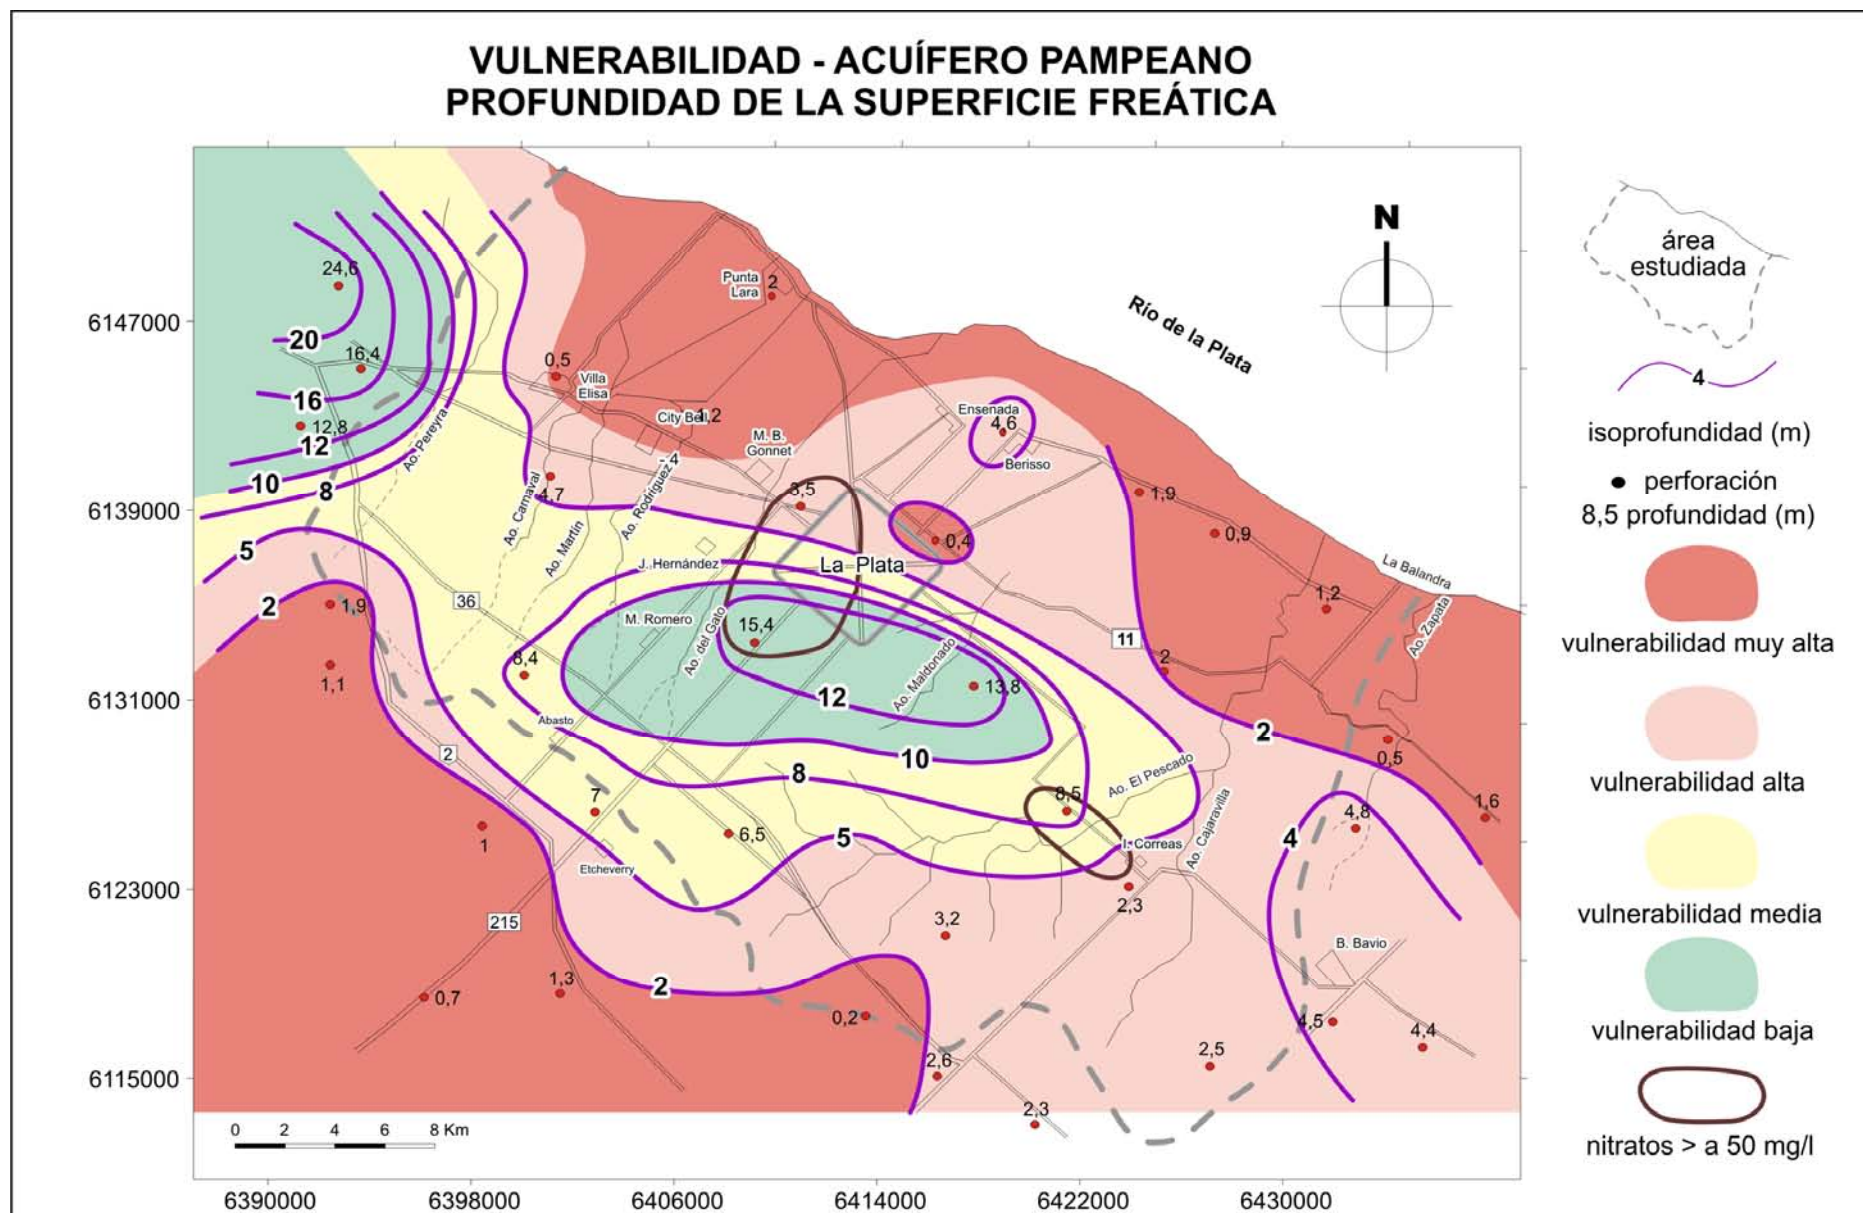 VULNERABILIDAD - ACUÍFERO PAMPEANO
PROFUNDIDAD DE LA SUPERFICIE FREÁTICA
N
Río de la Plata
24,6
20
16,4
16
12,8
12
10
8
5
2
1,9
1,1
Ao. Pereyra
0,5
Villa
Elisa
Punta
Lara
2
City Bell
1,2
M. B.
Gonnet
4
4,7
Ao. Carnaval
Ao. Martín
Ao. Rodríguez
3,5
Ensenada
4,6
Berisso
0,4
1,9
0,9
La Balandra
1,2
Ao. Zapata
J. Hernández
La Plata
36
M. Romero
Ao. del Gato
15,4
8,4
Ao. Maldonado
13,8
12
11
2
2
0,5
1,6
Abasto
2
10
8
7
6,5
5
8,5
Ao. El Pescado
I. Correas
Ao. Cajaravilla
4,8
4
1
Etcheverry
2,3
3,2
215
B. Bavio
2
1,3
0,7
0,2
4,5
4,4
2,6
2,5
2,3
6147000
6139000
6131000
6123000
6115000
0 2 4 6 8 Km
6390000 6398000 6406000 6414000 6422000 6430000
área
estudiada
4
isoprofundidad (m)
perforación
8,5 profundidad (m)
vulnerabilidad muy alta
vulnerabilidad alta
vulnerabilidad media
vulnerabilidad baja
nitratos > a 50 mg/l